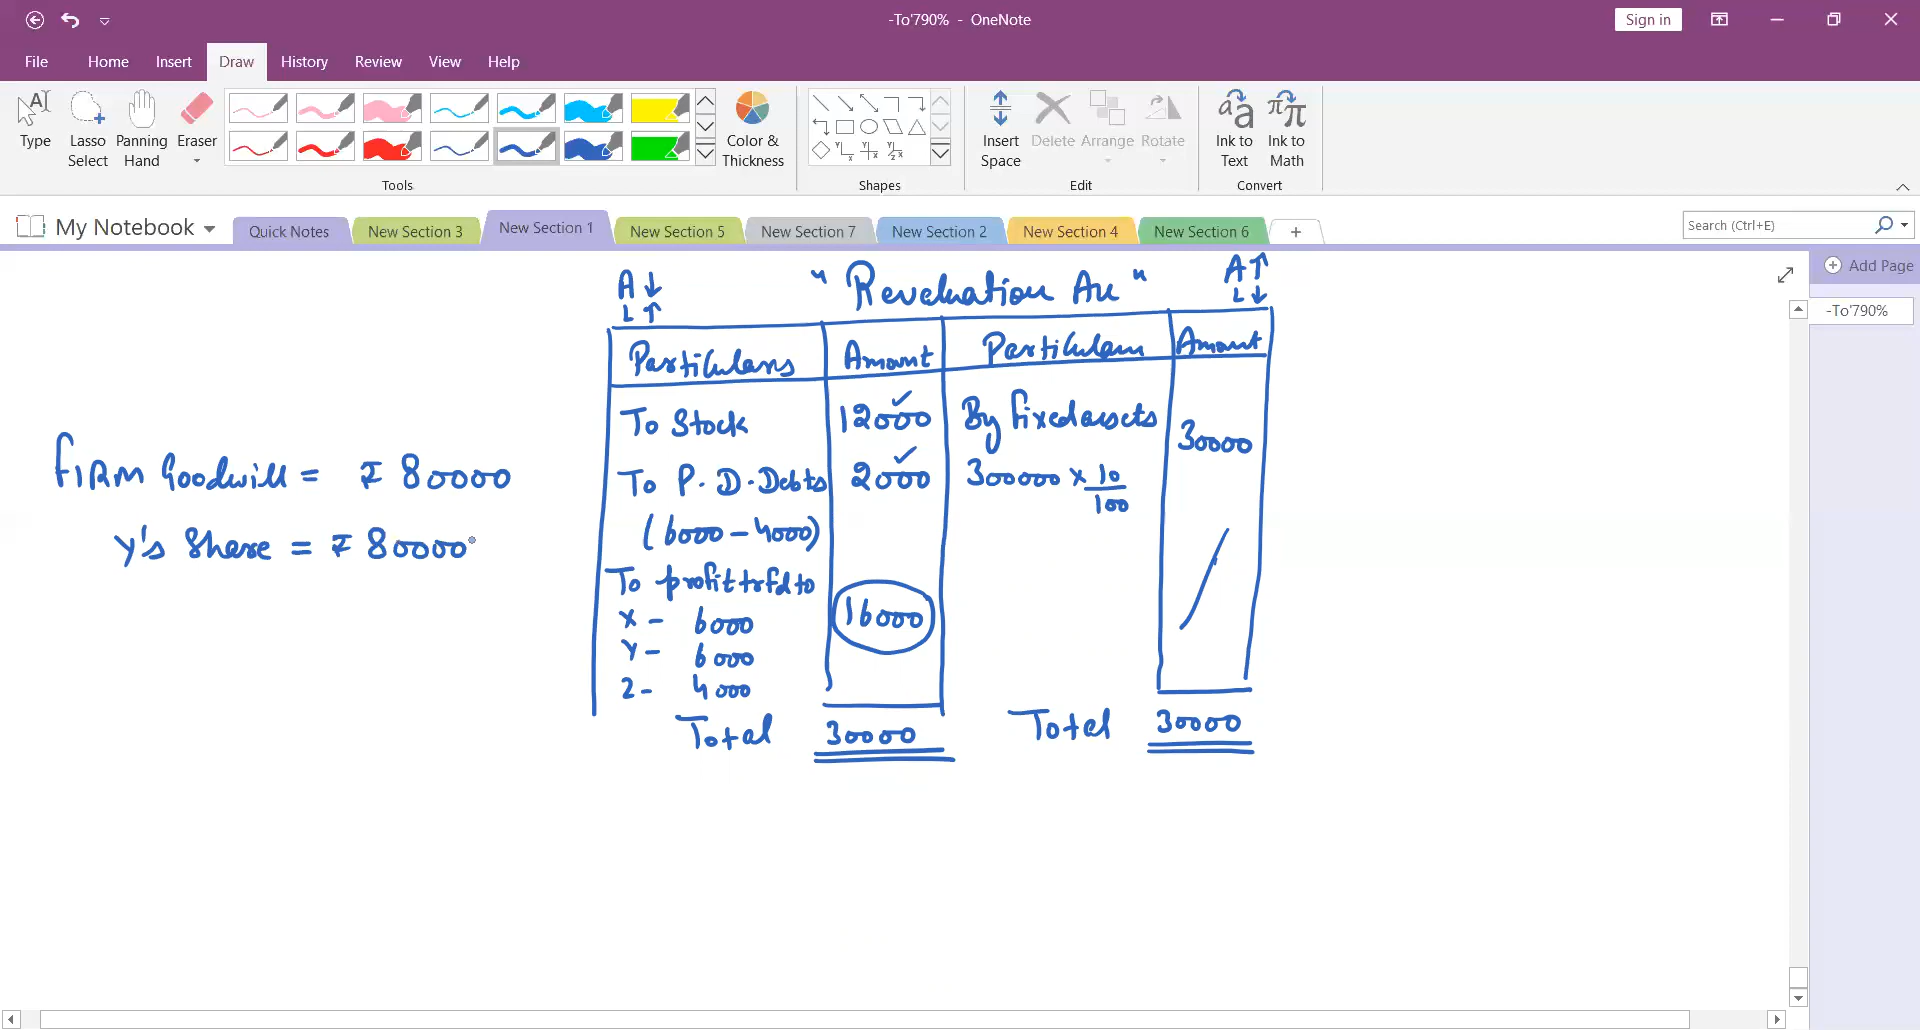 -To'790% - OneNote
Sign in
File Home Insert Draw History Review View Help
Type
Lasso Select
Panning Hand
Eraser
Color & Thickness
Insert Space
Delete
Arrange
Rotate
Ink to Text
Ink to Math
Tools
Shapes
Edit
Convert
My Notebook
Quick Notes
New Section 3
New Section 1
New Section 5
New Section 7
New Section 2
New Section 4
New Section 6
Search (Ctrl+E)
Add Page
-To'790%
A↓
L↑
"Revaluation A/c"
A↑
L↓
Particulars Amount Particulars Amount
To Stock 12000 By fixed assets 30000
To P.D.Debts 2000 300000 × 10/100
(6000 - 4000)
To profit trfd to 16000
X - 6000
Y - 6000
Z - 4000
Total 30000 Total 30000
FIRM Goodwill = ₹ 80000
Y's Share = ₹ 80000